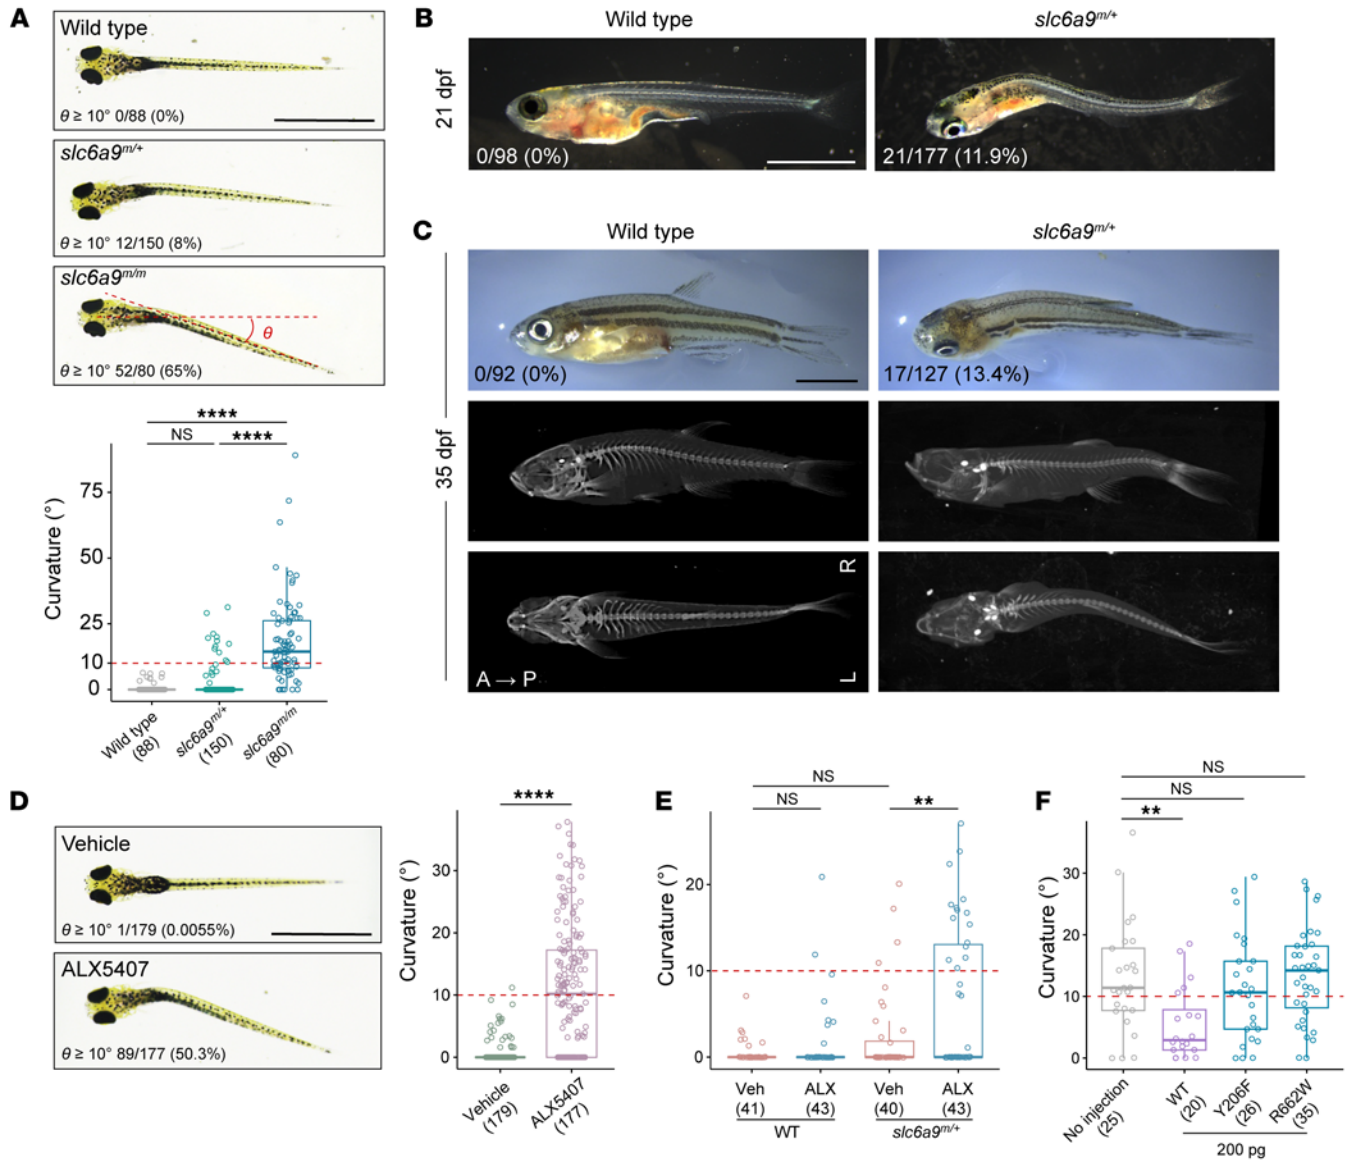 A
Wild type
θ ≥ 10° 0/88 (0%)
slc6a9m/+
θ ≥ 10° 12/150 (8%)
slc6a9m/m
θ
θ ≥ 10° 52/80 (65%)
****
NS
****
Curvature (°)
75
50
25
10
0
Wild type
(88)
slc6a9m/+
(150)
slc6a9m/m
(80)
B
Wild type
slc6a9m/+
21 dpf
0/98 (0%)
21/177 (11.9%)
C
Wild type
slc6a9m/+
35 dpf
0/92 (0%)
17/127 (13.4%)
R
A → P
L
D
Vehicle
θ ≥ 10° 1/179 (0.0055%)
ALX5407
θ ≥ 10° 89/177 (50.3%)
****
Curvature (°)
30
20
10
0
Vehicle
(179)
ALX5407
(177)
E
NS
NS
**
Curvature (°)
20
10
0
Veh
(41)
ALX
(43)
Veh
(40)
ALX
(43)
WT
slc6a9m/+
F
NS
NS
**
Curvature (°)
30
20
10
0
No injection
(25)
WT
(20)
Y206F
(26)
R662W
(35)
200 pg